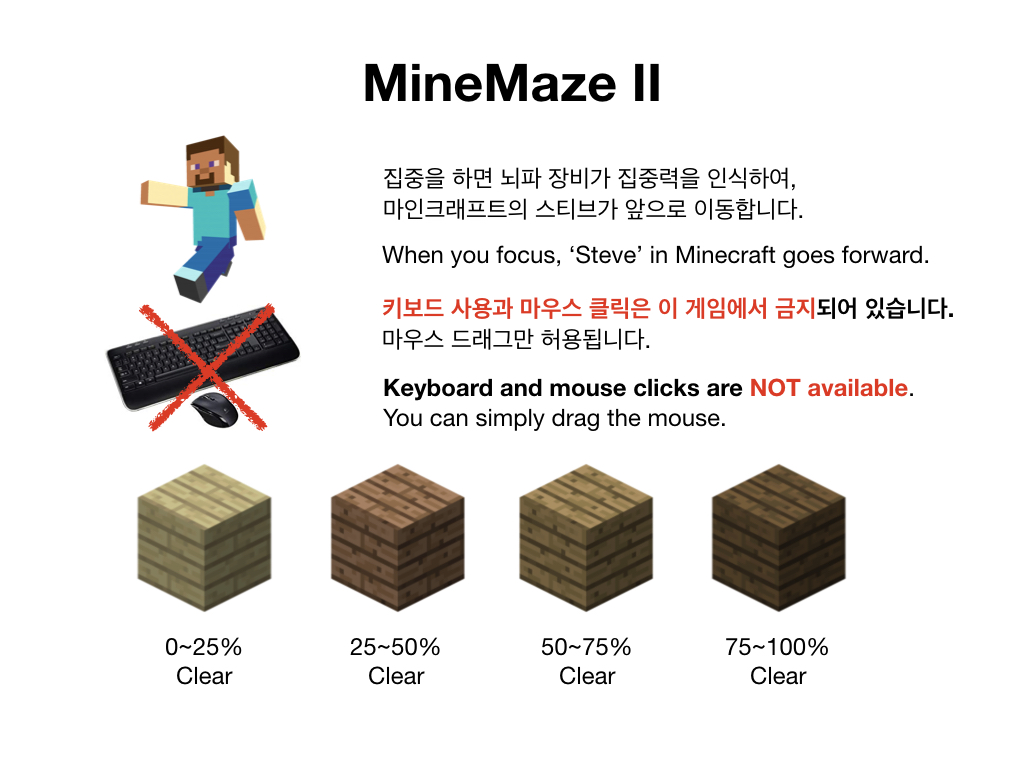 MineMaze II
집중을 하면 뇌파 장비가 집중력을 인식하여,
마인크래프트의 스티브가 앞으로 이동합니다.
When you focus, ‘Steve’ in Minecraft goes forward.
키보드 사용과 마우스 클릭은 이 게임에서 금지되어 있습니다.
마우스 드래그만 허용됩니다.
Keyboard and mouse clicks are NOT available.
You can simply drag the mouse.
0~25%
Clear
25~50%
Clear
50~75%
Clear
75~100%
Clear